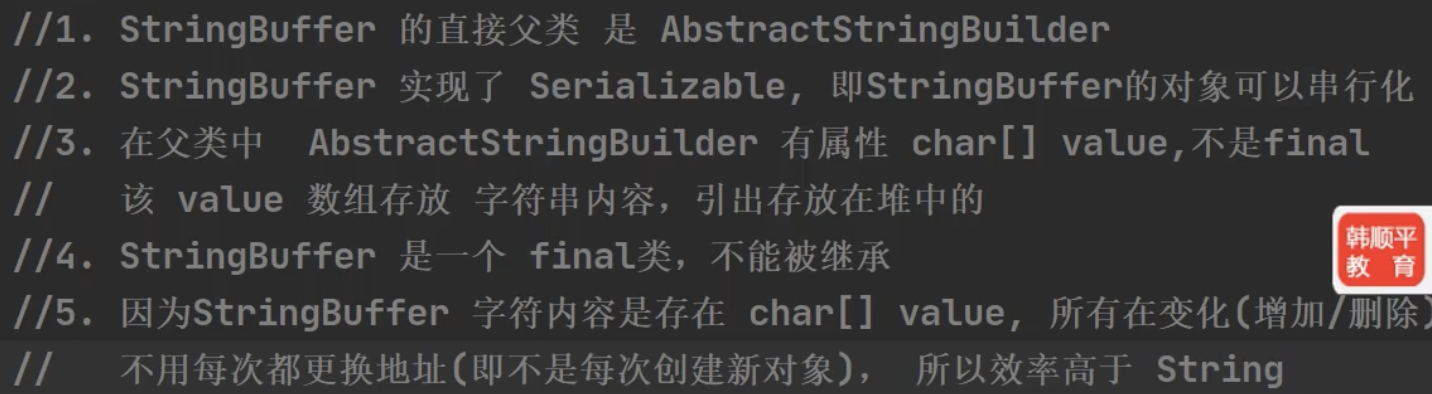 //1. StringBuffer 的直接父类 是 AbstractStringBuilder
//2. StringBuffer 实现了 Serializable, 即StringBuffer的对象可以串行化
//3. 在父类中  AbstractStringBuilder 有属性 char[] value,不是final
//   该 value 数组存放 字符串内容，引出存放在堆中的
//4. StringBuffer 是一个 final类，不能被继承
//5. 因为StringBuffer 字符内容是存在 char[] value, 所有在变化(增加/删除)
//   不用每次都更换地址(即不是每次创建新对象)， 所以效率高于 String
韩顺平
教 育